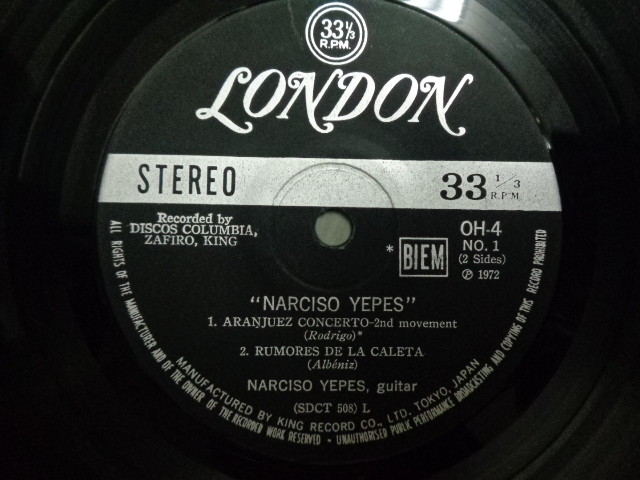 33 1/3
R.P.M.
LONDON
STEREO
33 1/3
R.P.M.
Recorded by
DISCOS COLUMBIA,
ZAFIRO, KING
* BIEM
OH-4
NO. 1
(2 Sides)
℗ 1972
"NARCISO YEPES"
1. ARANJUEZ CONCERTO-2nd movement
(Rodrigo)*
2. RUMORES DE LA CALETA
(Albéniz)
NARCISO YEPES, guitar
(SDCT 508) L
MANUFACTURED BY KING RECORD CO., LTD. TOKYO, JAPAN
ALL RIGHTS OF THE MANUFACTURER AND OF THE OWNER OF THE RECORDED WORK RESERVED - UNAUTHORISED PUBLIC PERFORMANCE BROADCASTING AND COPYING OF THIS RECORD PROHIBITED